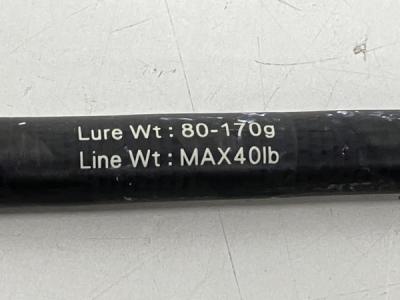 Lure Wt : 80-170g
Line Wt : MAX40lb